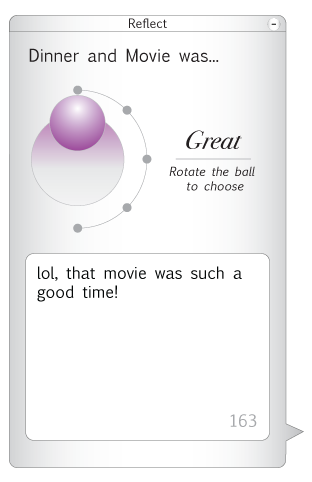 Reflect
Dinner and Movie was...
Great
Rotate the ball
to choose
lol, that movie was such a
good time!
163